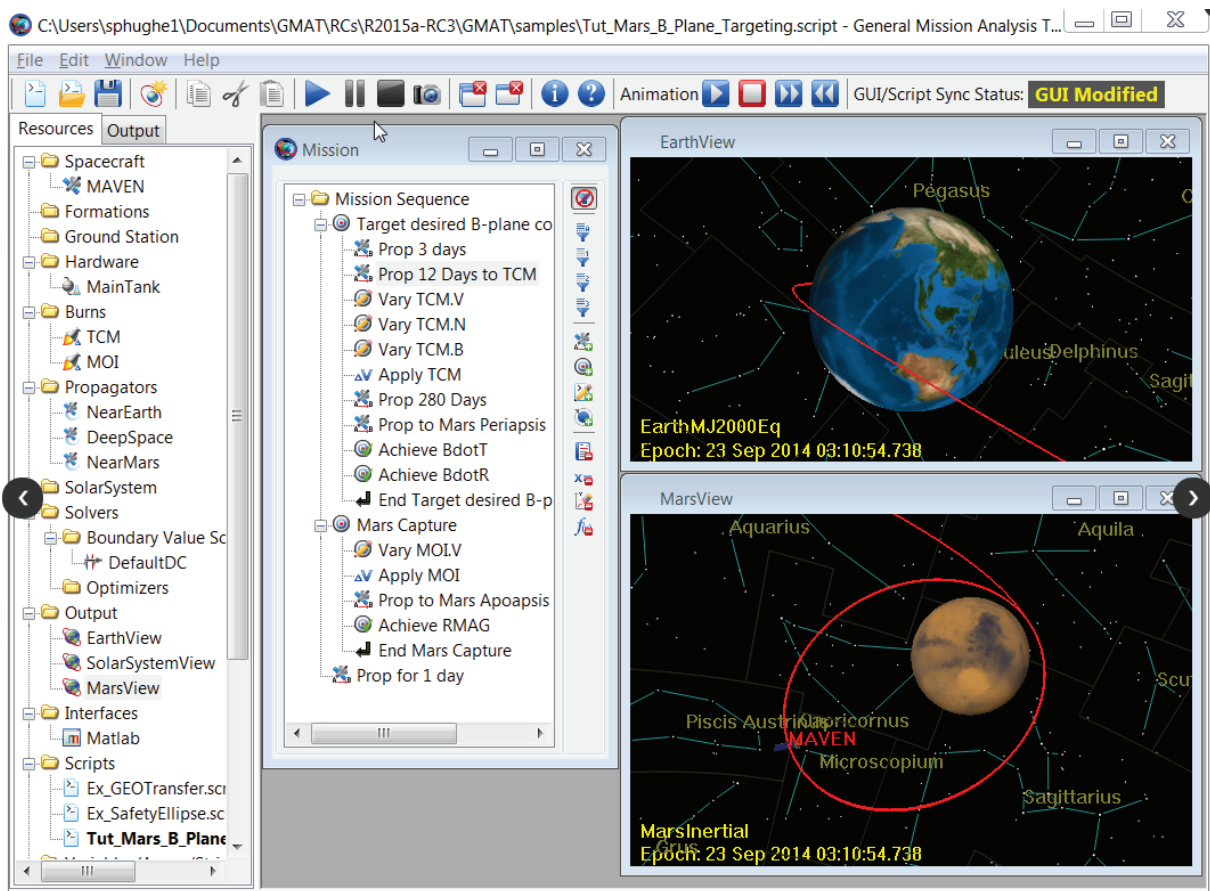 C:\Users\sphughe1\Documents\GMAT\RCs\R2015a-RC3\GMAT\samples\Tut_Mars_B_Plane_Targeting.script - General Mission Analysis T...
File Edit Window Help
Animation GUI/Script Sync Status: GUI Modified
Resources Output
Spacecraft
MAVEN
Formations
Ground Station
Hardware
MainTank
Burns
TCM
MOI
Propagators
NearEarth
DeepSpace
NearMars
SolarSystem
Solvers
Boundary Value Sc
DefaultDC
Optimizers
Output
EarthView
SolarSystemView
MarsView
Interfaces
Matlab
Scripts
Ex_GEOTransfer.scr
Ex_SafetyEllipse.sc
Tut_Mars_B_Plane
Mission
Mission Sequence
Target desired B-plane co
Prop 3 days
Prop 12 Days to TCM
Vary TCM.V
Vary TCM.N
Vary TCM.B
Apply TCM
Prop 280 Days
Prop to Mars Periapsis
Achieve BdotT
Achieve BdotR
End Target desired B-p
Mars Capture
Vary MOI.V
Apply MOI
Prop to Mars Apoapsis
Achieve RMAG
End Mars Capture
Prop for 1 day
EarthView
Pegasus
uleusDelphinus
Sagit
EarthMJ2000Eq
Epoch: 23 Sep 2014 03:10:54.738
MarsView
Aquarius
Aquila
Scu
Piscis Austrinus
Capricornus
MAVEN
Microscopium
Sagittarius
MarsInertial
Grus
Epoch: 23 Sep 2014 03:10:54.738